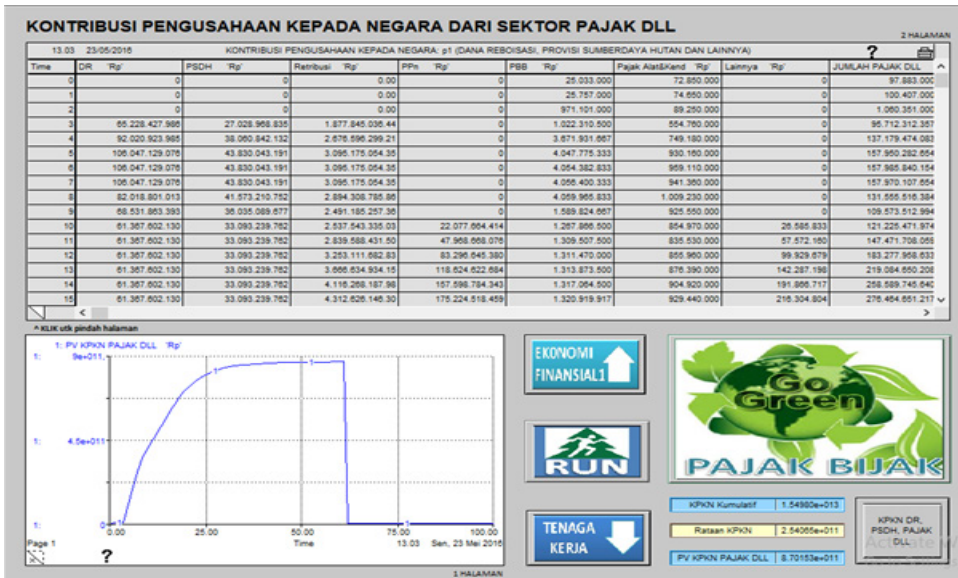 KONTRIBUSI PENGUSAHAAN KEPADA NEGARA DARI SEKTOR PAJAK DLL
2 HALAMAN
13.03 23/05/2016 KONTRIBUSI PENGUSAHAAN KEPADA NEGARA: p1 (DANA REBOISASI, PROVISI SUMBERDAYA HUTAN DAN LAINNYA) ?
Time DR 'Rp' PSDH 'Rp' Retribusi 'Rp' PPn 'Rp' PBB 'Rp' Pajak Alat&Kend 'Rp' Lainnya 'Rp' JUMLAH PAJAK DLL
0 0 0 0.00 0 25.033.000 72.850.000 0 97.883.000
1 0 0 0.00 0 25.757.000 74.650.000 0 100.407.000
2 0 0 0.00 0 971.101.000 89.250.000 0 1.060.351.000
3 65.228.427.986 27.028.968.835 1.877.845.036.44 0 1.022.310.500 554.760.000 0 95.712.312.357
4 92.020.923.985 38.060.842.132 2.676.596.299.21 0 3.671.931.667 749.180.000 0 137.179.474.083
5 106.047.129.076 43.830.043.191 3.095.175.054.35 0 4.047.775.333 930.160.000 0 157.950.282.654
6 106.047.129.076 43.830.043.191 3.095.175.054.35 0 4.054.382.833 959.110.000 0 157.985.840.154
7 106.047.129.076 43.830.043.191 3.095.175.054.35 0 4.056.400.333 941.360.000 0 157.970.107.654
8 82.018.801.013 41.573.210.752 2.894.308.785.86 0 4.059.965.833 1.009.230.000 0 131.555.516.384
9 68.531.863.393 36.035.089.677 2.491.185.257.36 0 1.589.824.667 925.550.000 0 109.573.512.994
10 61.367.602.130 33.093.239.762 2.537.543.335.03 22.077.664.414 1.267.866.500 854.970.000 26.585.833 121.225.471.974
11 61.367.602.130 33.093.239.762 2.839.588.431.50 47.968.668.076 1.309.507.500 835.530.000 57.572.160 147.471.708.059
12 61.367.602.130 33.093.239.762 3.253.111.682.83 83.296.645.380 1.311.470.000 855.960.000 99.929.679 183.277.958.633
13 61.367.602.130 33.093.239.762 3.666.634.934.15 118.624.622.684 1.313.873.500 876.390.000 142.287.198 219.084.650.208
14 61.367.602.130 33.093.239.762 4.116.268.187.98 157.598.784.343 1.317.064.500 904.920.000 191.866.717 258.589.745.640
15 61.367.602.130 33.093.239.762 4.312.626.146.30 175.224.518.459 1.320.919.917 929.440.000 216.304.804 276.464.651.217
^ KLIK utk pindah halaman
1: PV KPKN PAJAK DLL 'Rp'
1: 9e+011
1: 4.5e+011
1: 0
1 1 1 1
0.00 25.00 50.00 75.00 100.00
Page 1 Time 13.03 Sen, 23 Mei 2016
?
1 HALAMAN
EKONOMI
FINANSIAL1
RUN
TENAGA
KERJA
Go
Green
PAJAK BIJAK
KPKN Kumulatif 1.54980e+013
Rataan KPKN 2.54065e+011
PV KPKN PAJAK DLL 8.70153e+011
KPKN DR,
PSDH, PAJAK
DLL
Activate W